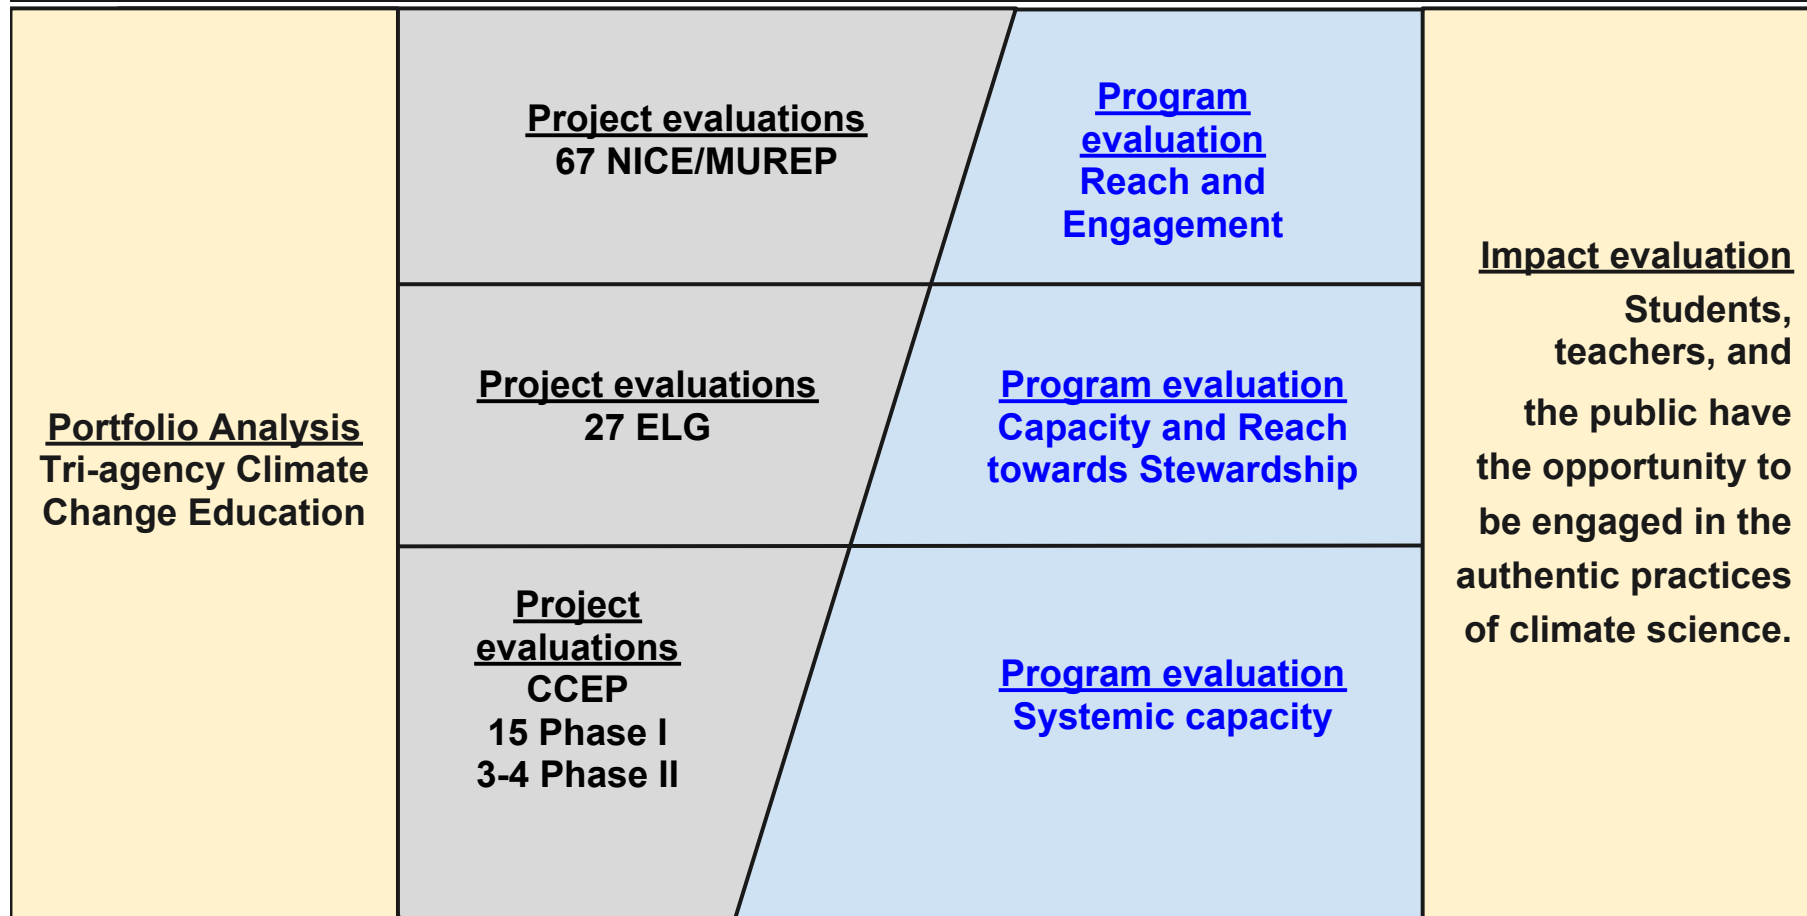 Portfolio Analysis
Tri-agency Climate
Change Education
Project evaluations
67 NICE/MUREP
Program
evaluation
Reach and
Engagement
Project evaluations
27 ELG
Program evaluation
Capacity and Reach
towards Stewardship
Project
evaluations
CCEP
15 Phase I
3-4 Phase II
Program evaluation
Systemic capacity
Impact evaluation
Students,
teachers, and
the public have
the opportunity to
be engaged in the
authentic practices
of climate science.